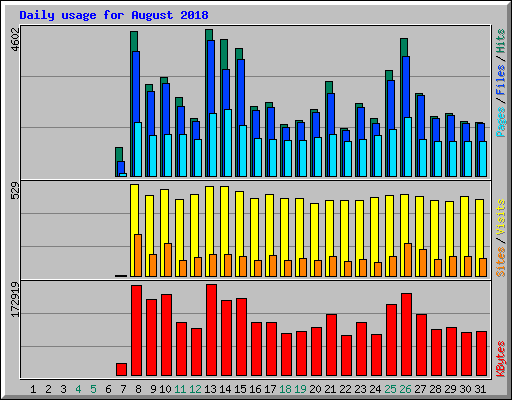 Daily usage for August 2018
4602
Pages / Files / Hits
529
Sites / Visits
172919
KBytes
1 2 3 4 5 6 7 8 9 10 11 12 13 14 15 16 17 18 19 20 21 22 23 24 25 26 27 28 29 30 31